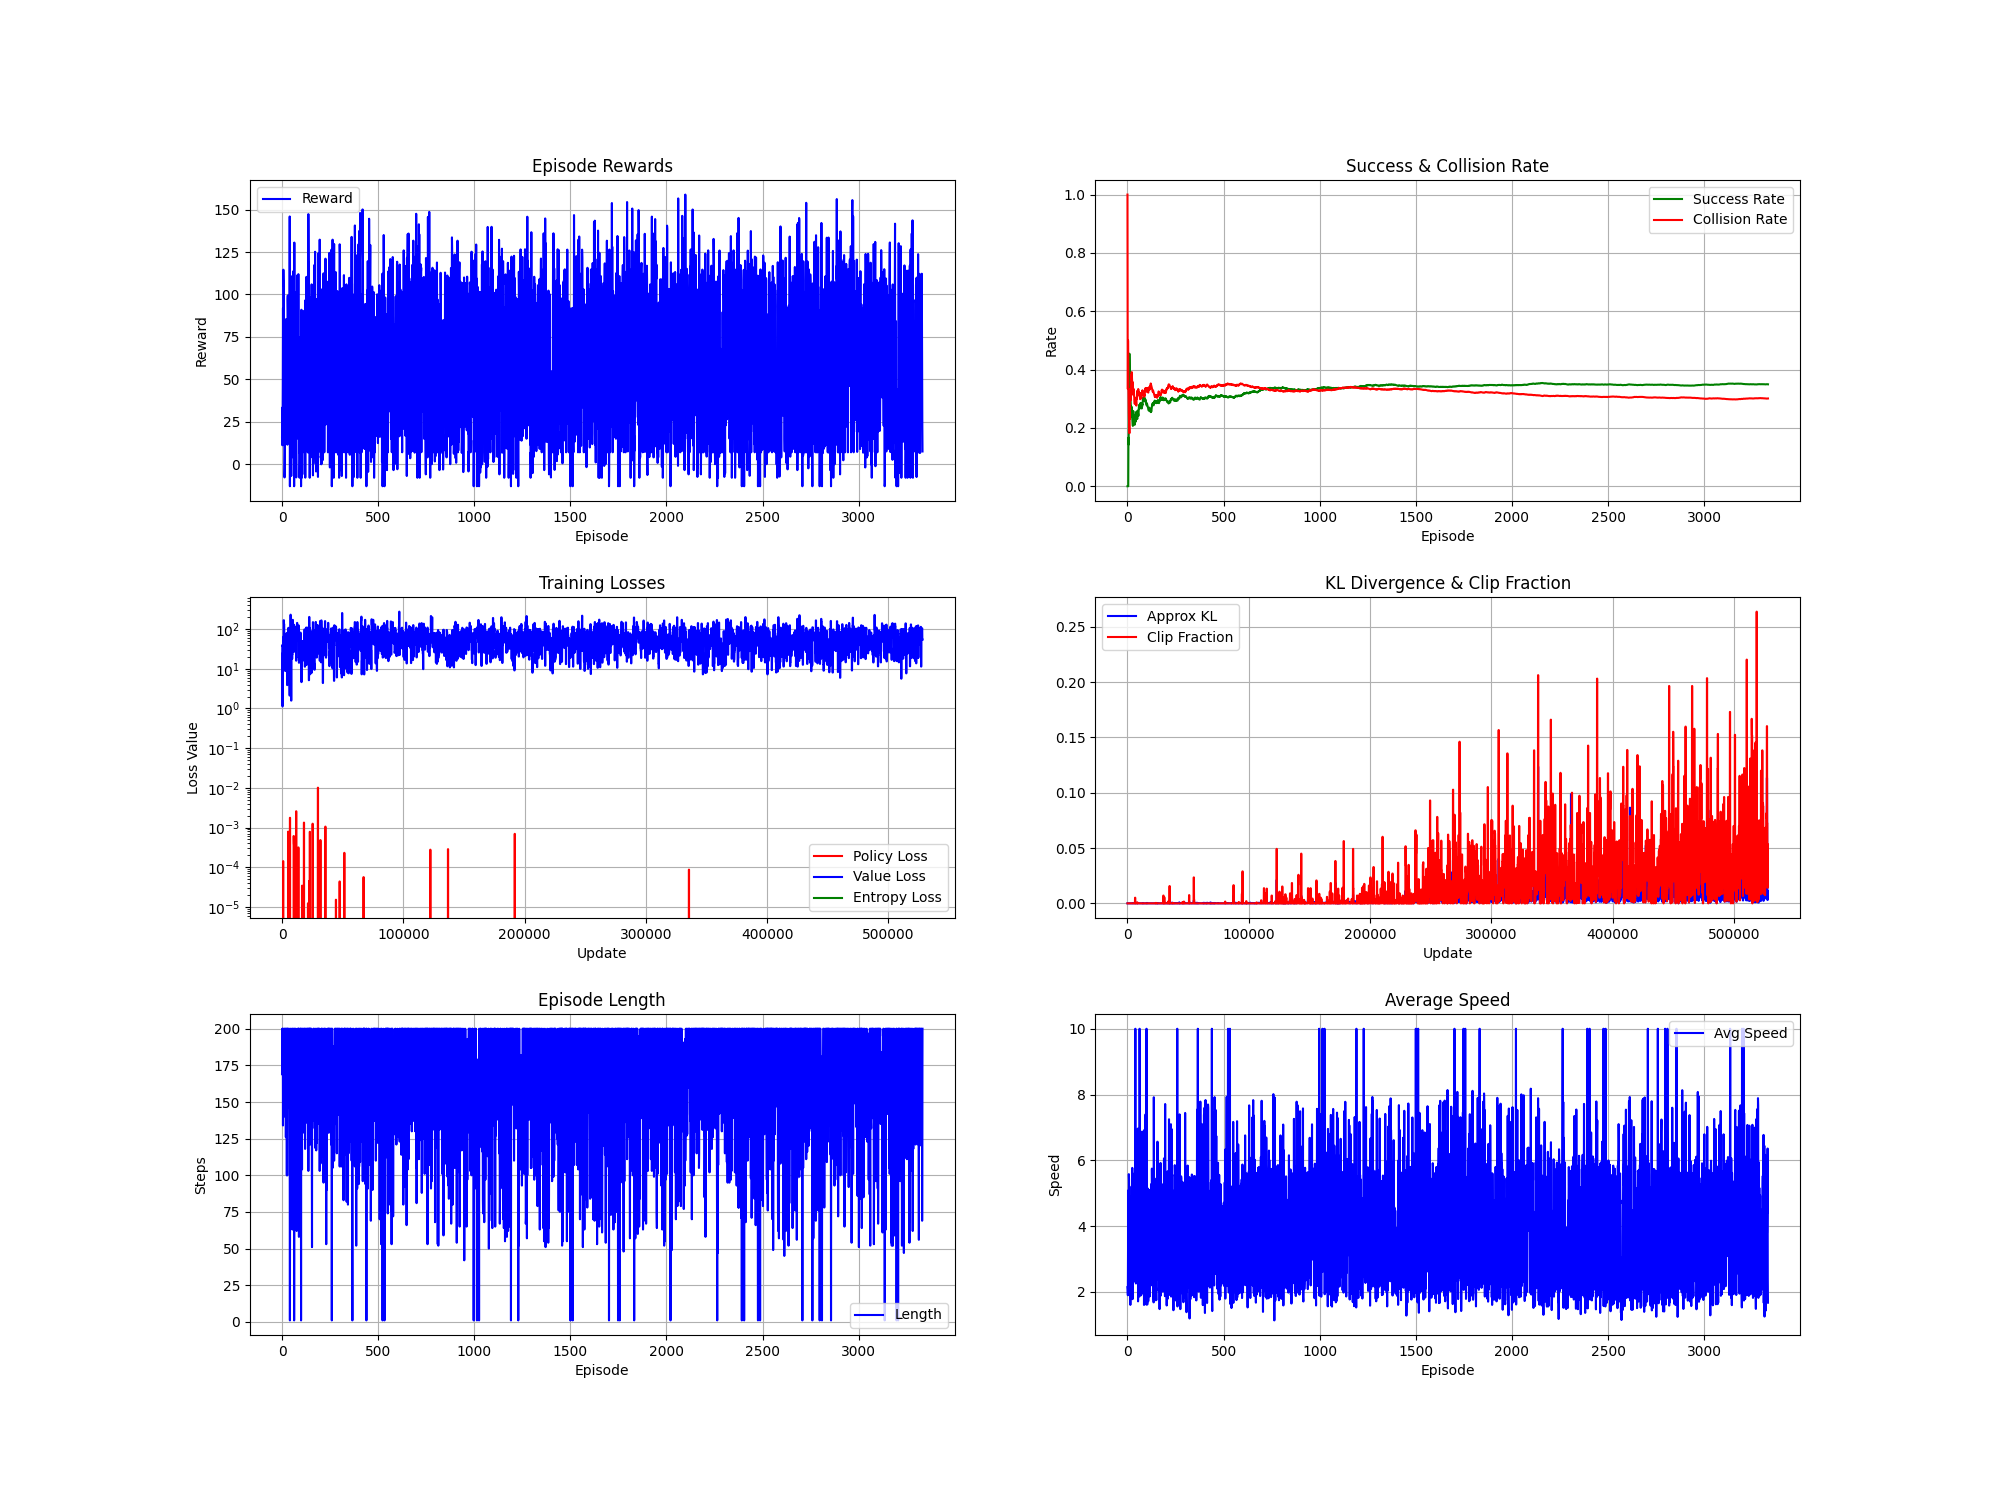 Episode Rewards
Reward
Reward
150
125
100
75
50
25
0
0 500 1000 1500 2000 2500 3000
Episode
Success & Collision Rate
Success Rate
Collision Rate
Rate
1.0
0.8
0.6
0.4
0.2
0.0
0 500 1000 1500 2000 2500 3000
Episode
Training Losses
Loss Value
10²
10¹
10⁰
10⁻¹
10⁻²
10⁻³
10⁻⁴
10⁻⁵
Policy Loss
Value Loss
Entropy Loss
0 100000 200000 300000 400000 500000
Update
KL Divergence & Clip Fraction
Approx KL
Clip Fraction
0.25
0.20
0.15
0.10
0.05
0.00
0 100000 200000 300000 400000 500000
Update
Episode Length
Steps
200
175
150
125
100
75
50
25
0
Length
0 500 1000 1500 2000 2500 3000
Episode
Average Speed
Avg Speed
Speed
10
8
6
4
2
0 500 1000 1500 2000 2500 3000
Episode